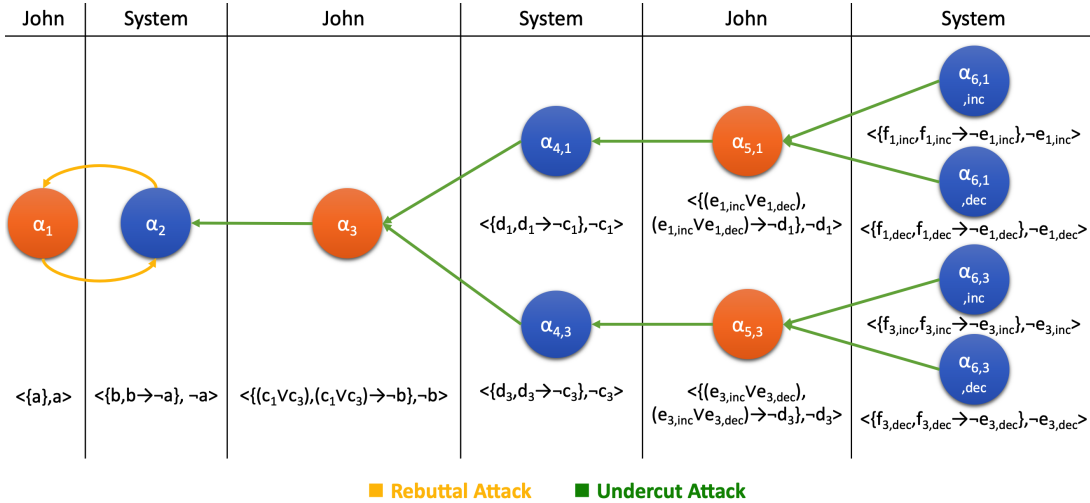 John System John System John System
α1 α2 α3 α4,1 α5,1 α6,1 ,inc
<{f1,inc,f1,inc→¬e1,inc},¬e1,inc>
α6,1 ,dec
<{d1,d1→¬c1},¬c1>
<{(e1,inc∨e1,dec),
(e1,inc∨e1,dec)→¬d1},¬d1>
<{f1,dec,f1,dec→¬e1,dec},¬e1,dec>
α4,3 α5,3 α6,3 ,inc
<{f3,inc,f3,inc→¬e3,inc},¬e3,inc>
α6,3 ,dec
<{a},a> <{b,b→¬a}, ¬a> <{(c1∨c3),(c1∨c3)→¬b},¬b> <{d3,d3→¬c3},¬c3>
<{(e3,inc∨e3,dec),
(e3,inc∨e3,dec)→¬d3},¬d3>
<{f3,dec,f3,dec→¬e3,dec},¬e3,dec>
Rebuttal Attack Undercut Attack